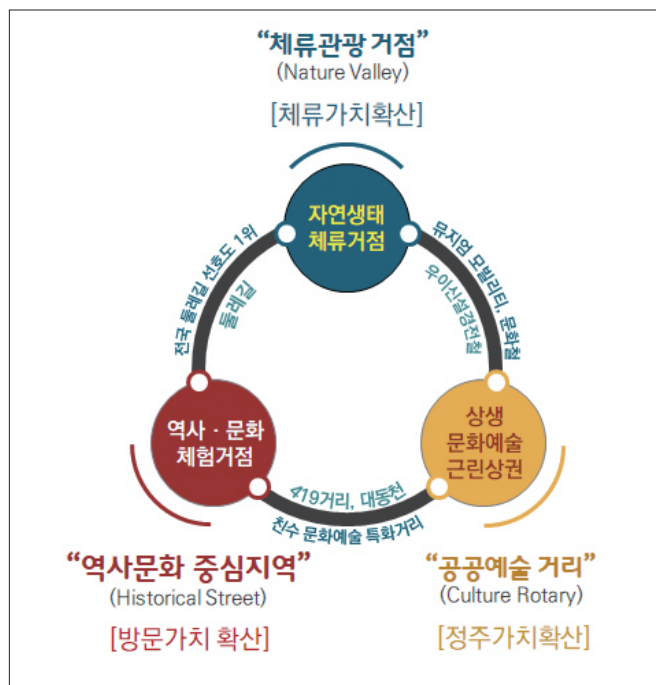 “체류관광 거점”
(Nature Valley)
[체류가치확산]
자연생태
체류거점
전국 둘레길 선호도 1위
둘레길
뮤지엄 모빌리티, 문화철
우이신설경전철
역사 · 문화
체험거점
상생
문화예술
근린상권
419거리, 대동천
친수 문화예술 특화거리
“역사문화 중심지역”
(Historical Street)
[방문가치 확산]
“공공예술 거리”
(Culture Rotary)
[정주가치확산]